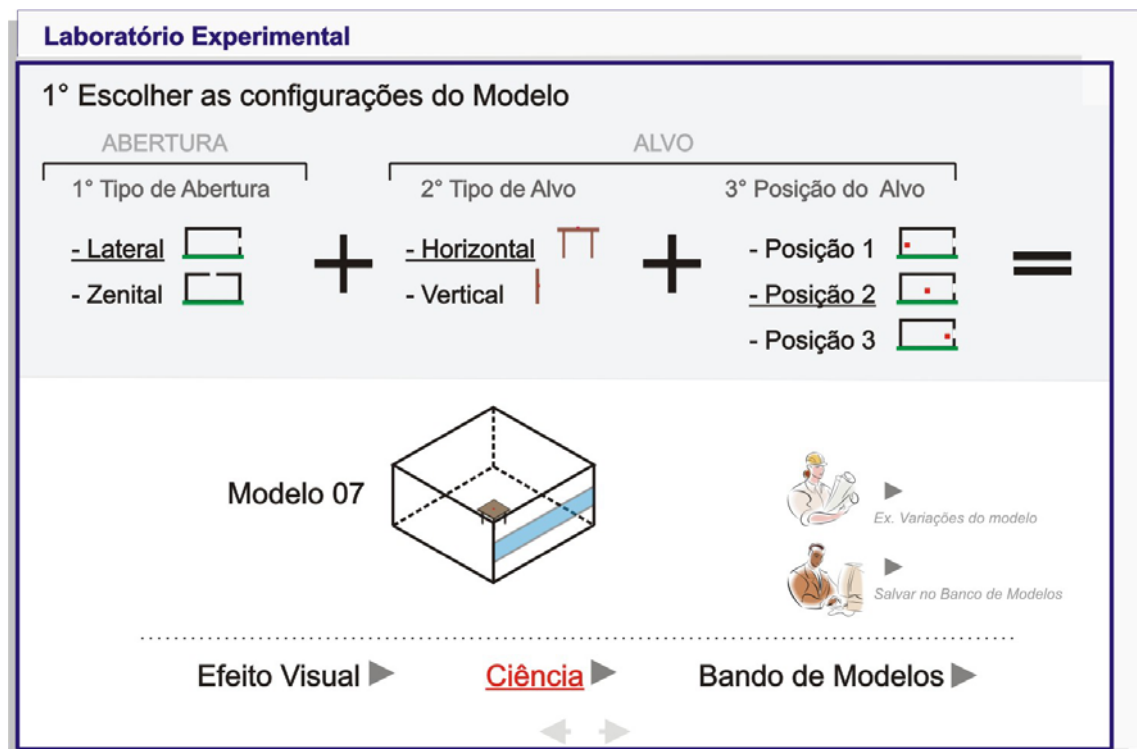 Laboratório Experimental
1° Escolher as configurações do Modelo
ABERTURA
ALVO
1° Tipo de Abertura
2° Tipo de Alvo
3° Posição do Alvo
- Lateral
- Horizontal
- Posição 1
- Zenital
- Vertical
- Posição 2
- Posição 3
Modelo 07
Ex. Variações do modelo
Salvar no Banco de Modelos
Efeito Visual
Ciência
Bando de Modelos